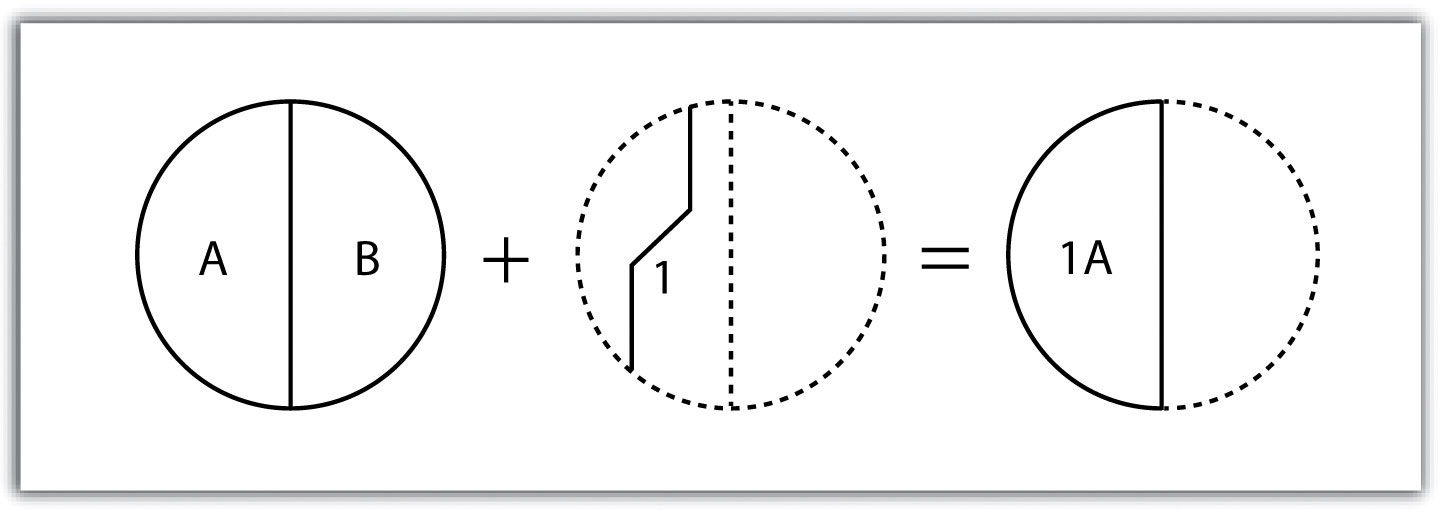 A B + 1 = 1A